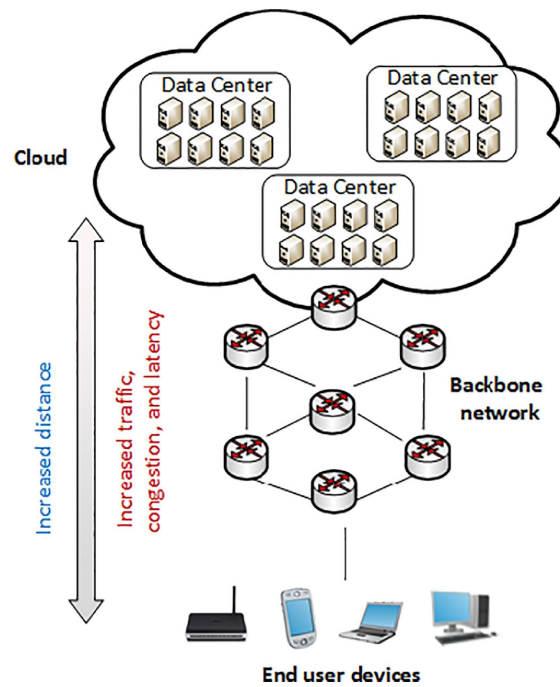 Data Center
Data Center
Cloud
Data Center
Increased distance
Increased traffic,
congestion, and latency
Backbone
network
End user devices